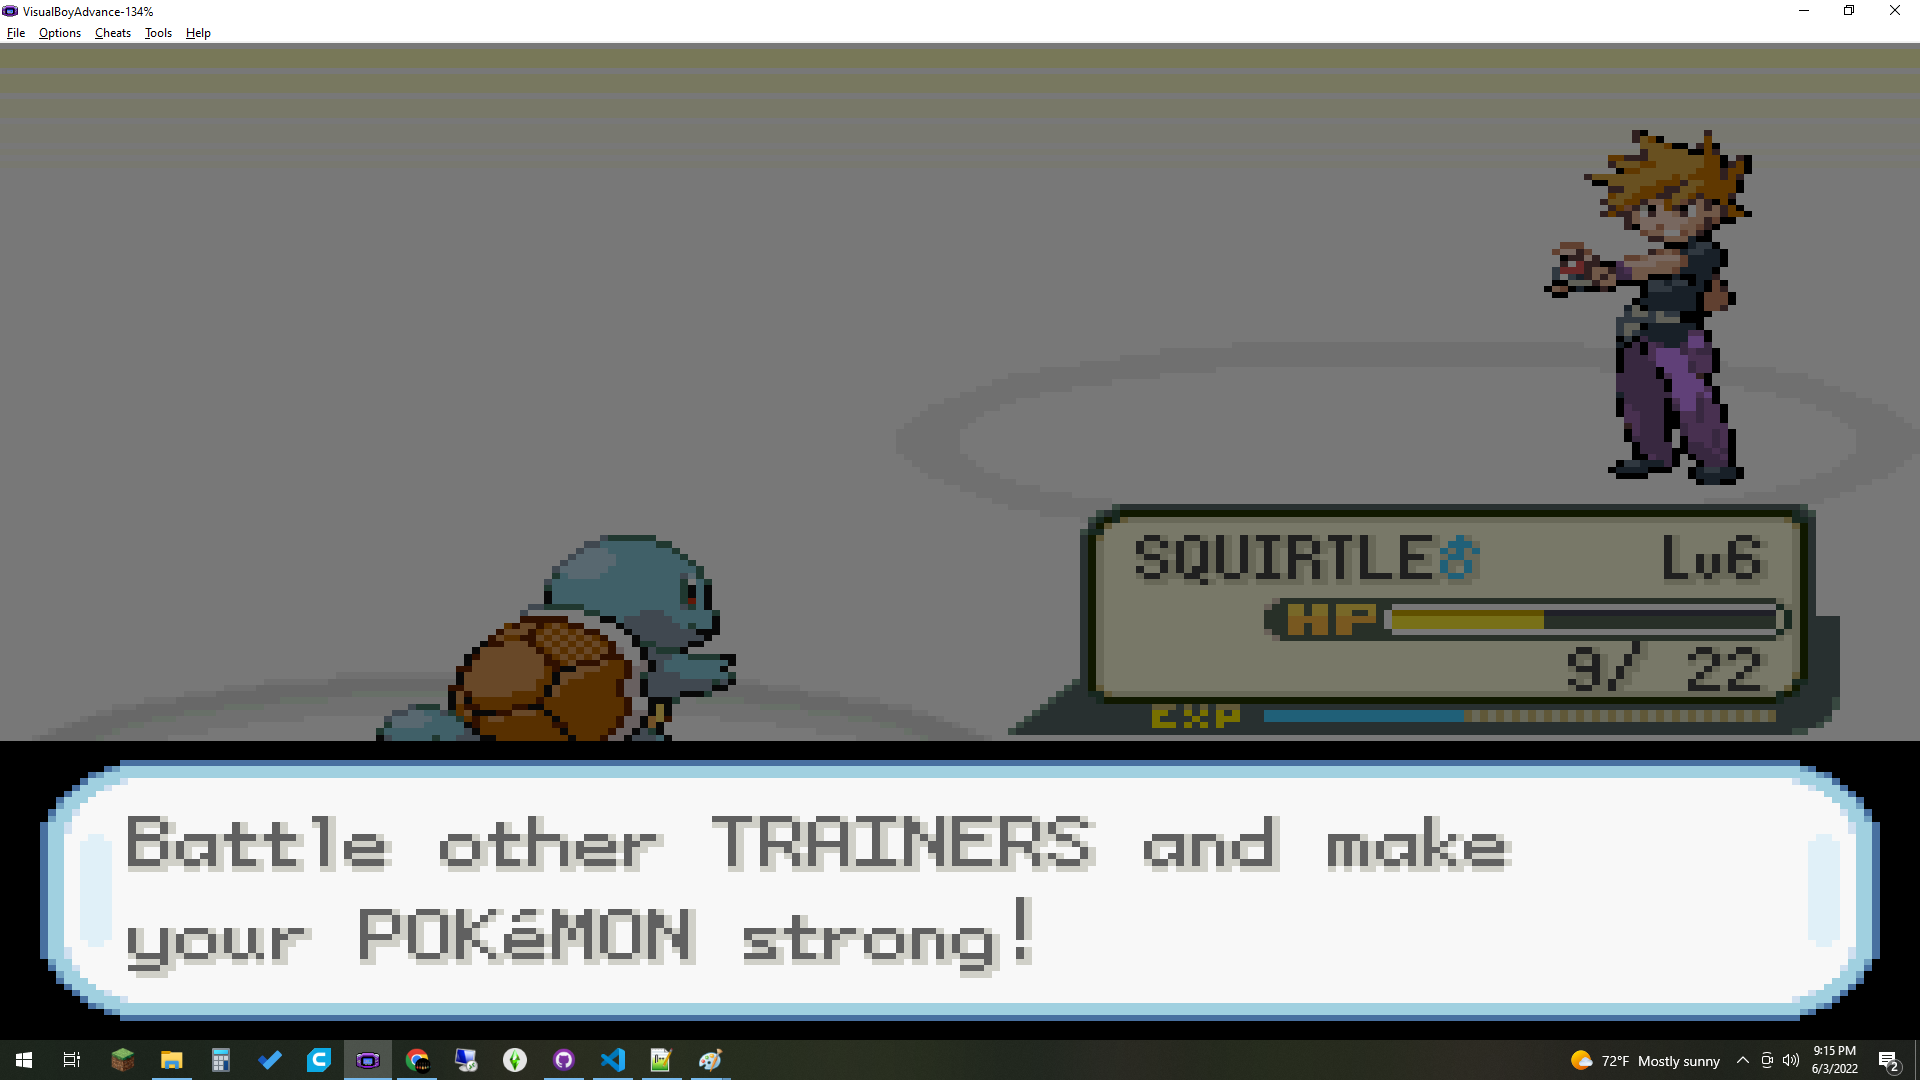 VisualBoyAdvance-134%
File Options Cheats Tools Help
SQUIRTLE♂ Lv6
HP
9/ 22
EXP
Battle other TRAINERS and make
your POKéMON strong!
72°F Mostly sunny
9:15 PM
6/3/2022
2